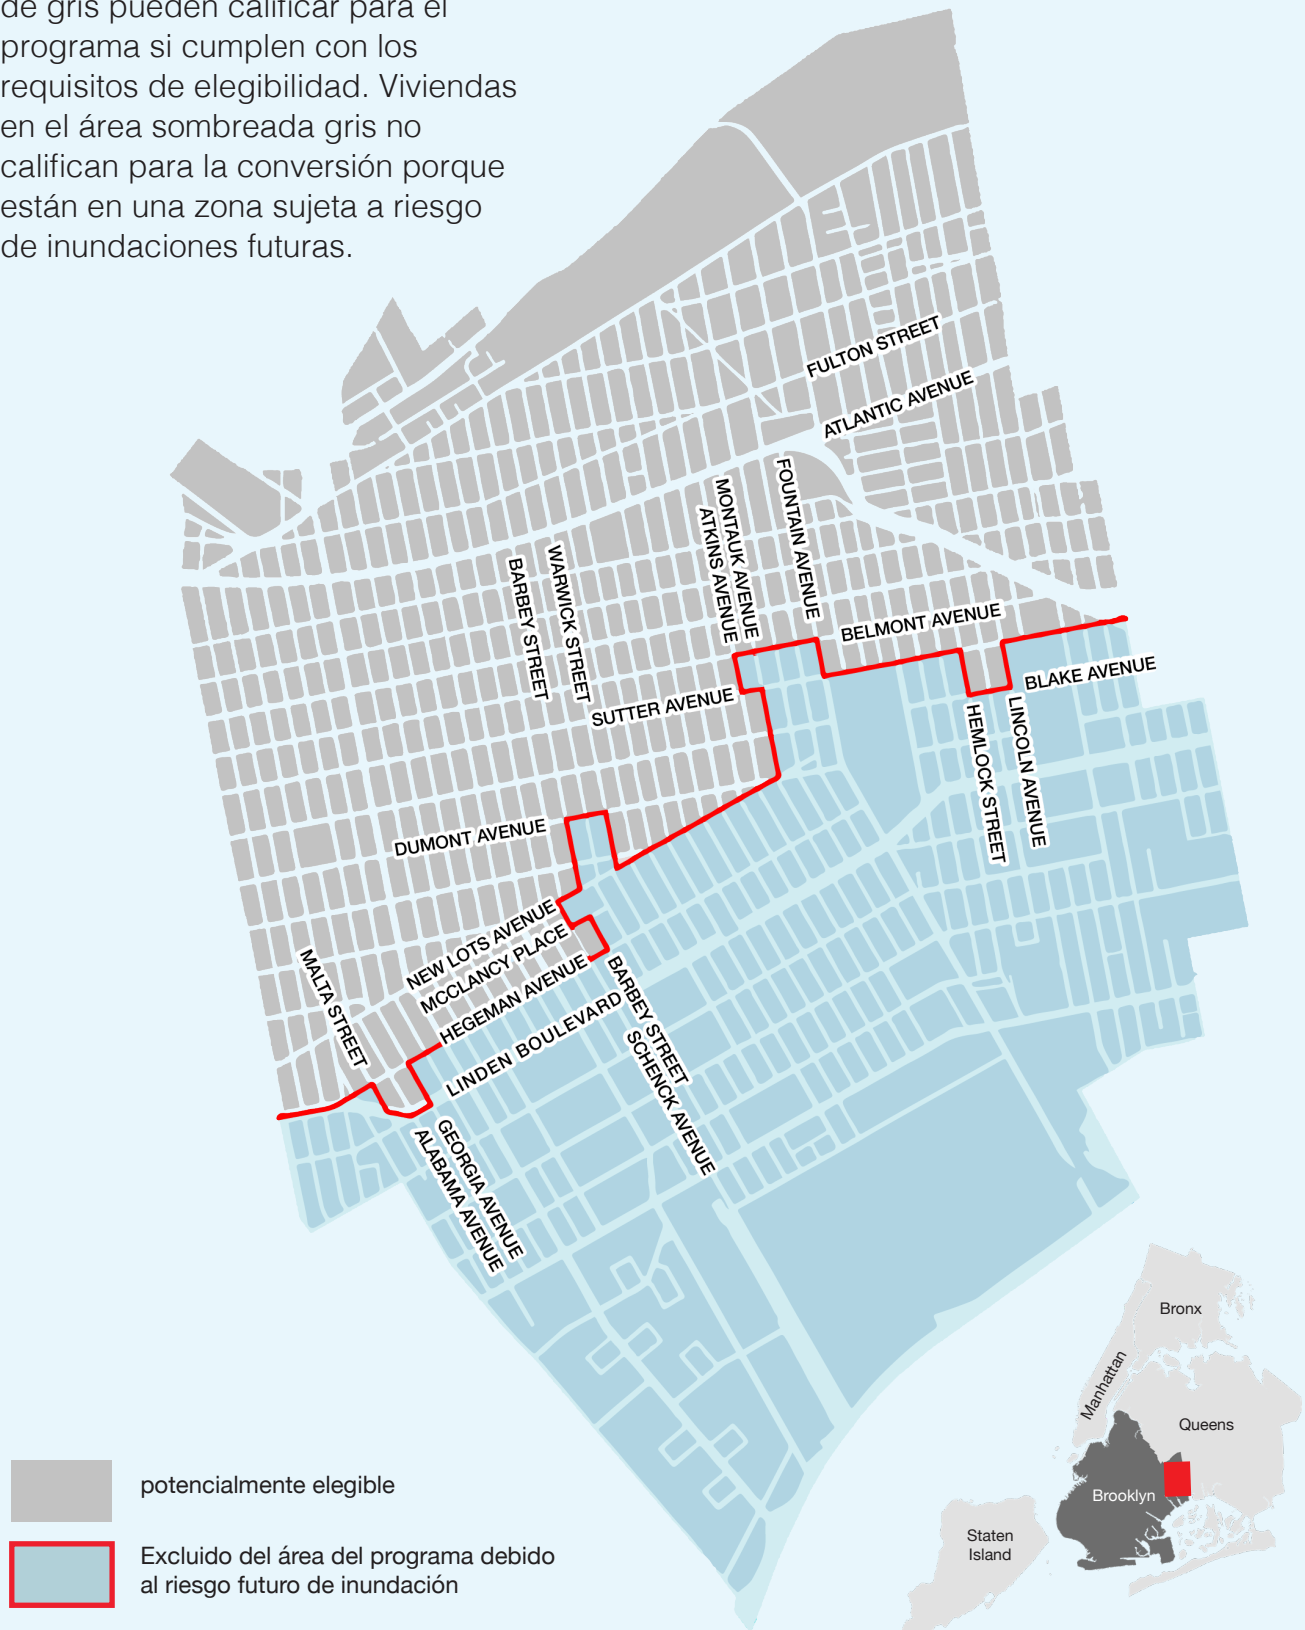 de gris pueden calificar para el
programa si cumplen con los
requisitos de elegibilidad. Viviendas
en el área sombreada gris no
califican para la conversión porque
están en una zona sujeta a riesgo
de inundaciones futuras.
FULTON STREET
ATLANTIC AVENUE
FOUNTAIN AVENUE
MONTAUK AVENUE
ATKINS AVENUE
WARWICK STREET
BARBEY STREET
BELMONT AVENUE
BLAKE AVENUE
SUTTER AVENUE
LINCOLN AVENUE
HEMLOCK STREET
DUMONT AVENUE
NEW LOTS AVENUE
MCCLANCY PLACE
HEGEMAN AVENUE
MALTA STREET
LINDEN BOULEVARD
BARBEY STREET
SCHENCK AVENUE
GEORGIA AVENUE
ALABAMA AVENUE
Bronx
Manhattan
Queens
Brooklyn
Staten
Island
potencialmente elegible
Excluido del área del programa debido
al riesgo futuro de inundación